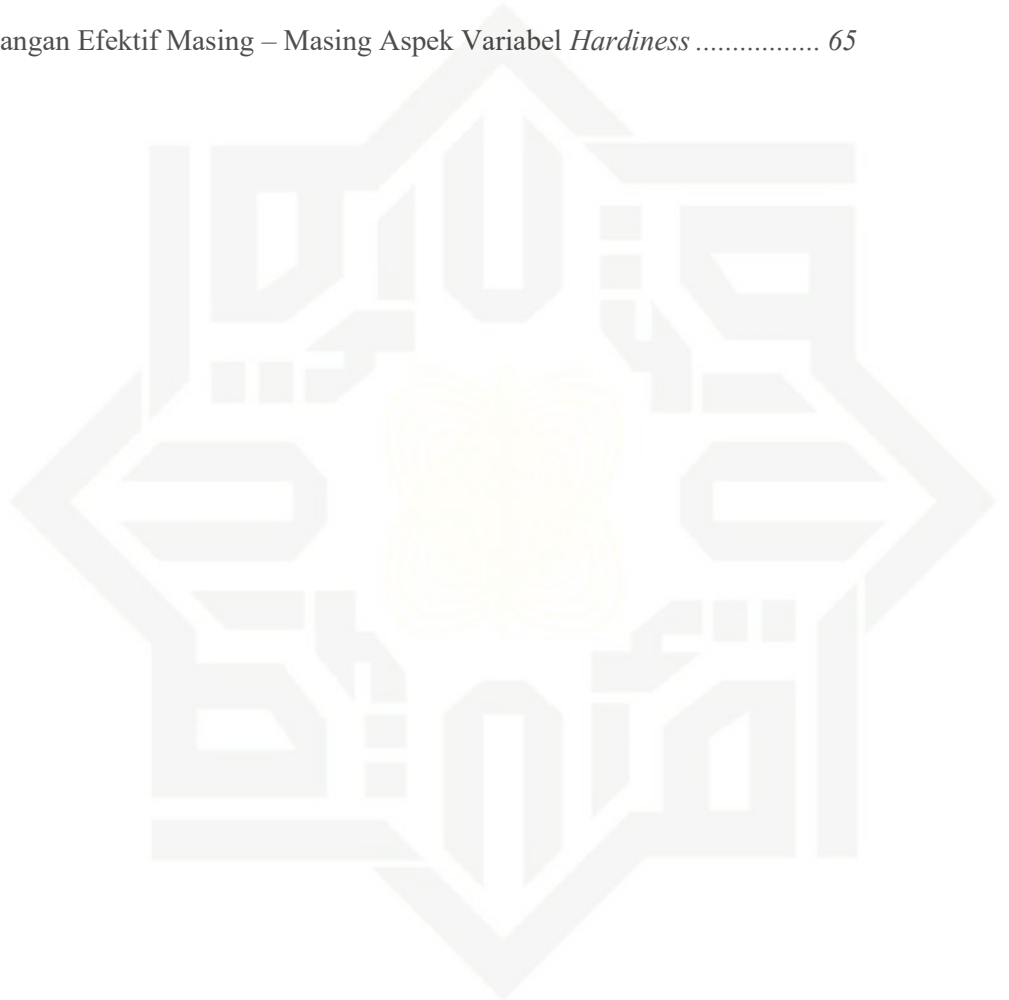 angan Efektif Masing – Masing Aspek Variabel Hardiness ................. 65